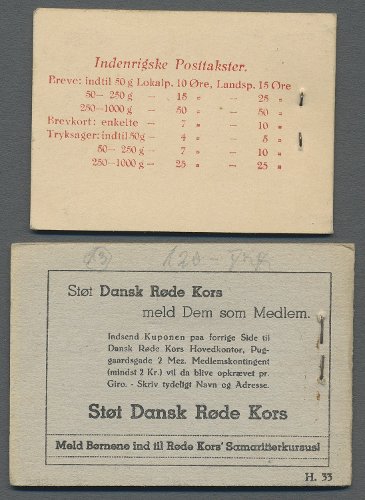 Indenrigske Posttakster.
Breve: indtil 50 g Lokalp. 10 Øre, Landsp. 15 Øre
50— 250 g — 15 „ — 25 „
250—1000 g — 50 „ — 50 „
Brevkort: enkelte — 7 „ — 10 „
Tryksager: indtil 50 g — 4 „ — 5 „
50— 250 g — 7 „ — 10 „
250—1000 g — 25 „ — 25 „
Støt Dansk Røde Kors
meld Dem som Medlem.
Indsend Kuponen paa forrige Side til
Dansk Røde Kors Hovedkontor, Pug-
gaardsgade 2 Mez. Medlemskontingent
(mindst 2 Kr.) vil da blive opkrævet pr.
Giro. - Skriv tydeligt Navn og Adresse.
Støt Dansk Røde Kors
Meld Børnene ind til Røde Kors' Samaritterkursus!
H. 33